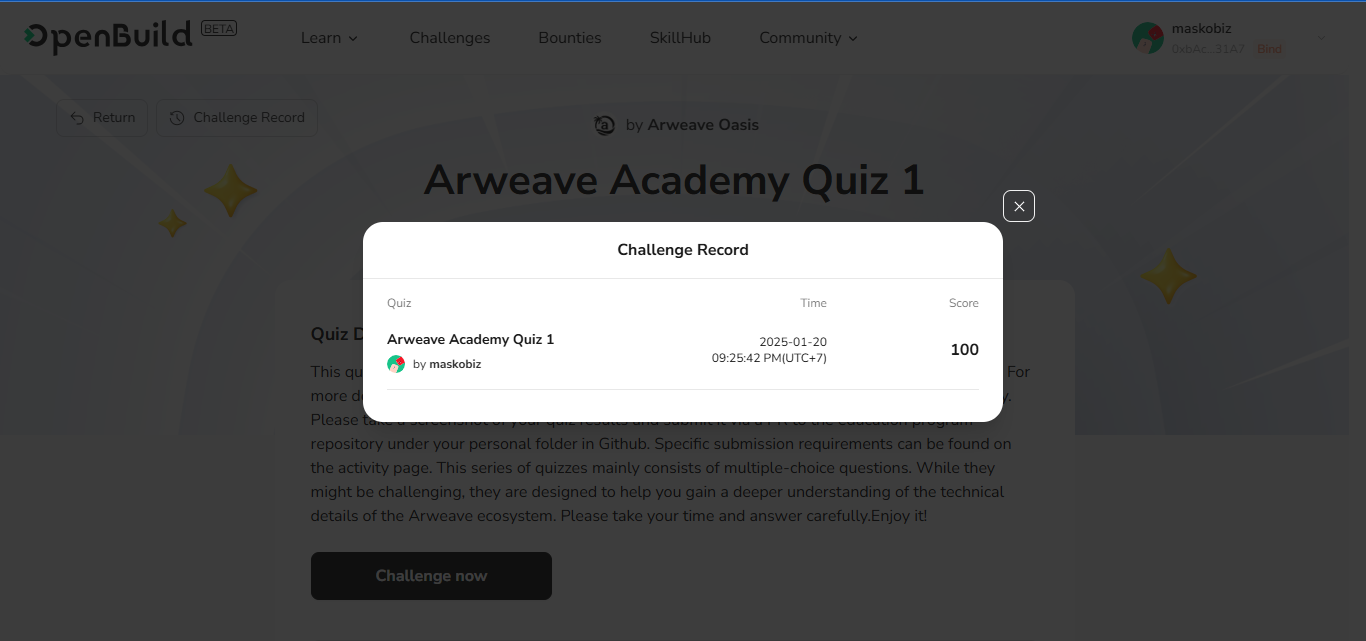 OpenBuild BETA
Learn Challenges Bounties SkillHub Community
maskobiz
0xbAc...31A7 Bind
Return Challenge Record
by Arweave Oasis
Arweave Academy Quiz 1
Challenge Record
Quiz Time Score
Arweave Academy Quiz 1
by maskobiz
2025-01-20
09:25:42 PM(UTC+7)
100
Quiz D
This qu For
more d y.
Please take a screenshot of your quiz results and submit it via a PR to the education program
repository under your personal folder in Github. Specific submission requirements can be found on
the activity page. This series of quizzes mainly consists of multiple-choice questions. While they
might be challenging, they are designed to help you gain a deeper understanding of the technical
details of the Arweave ecosystem. Please take your time and answer carefully.Enjoy it!
Challenge now